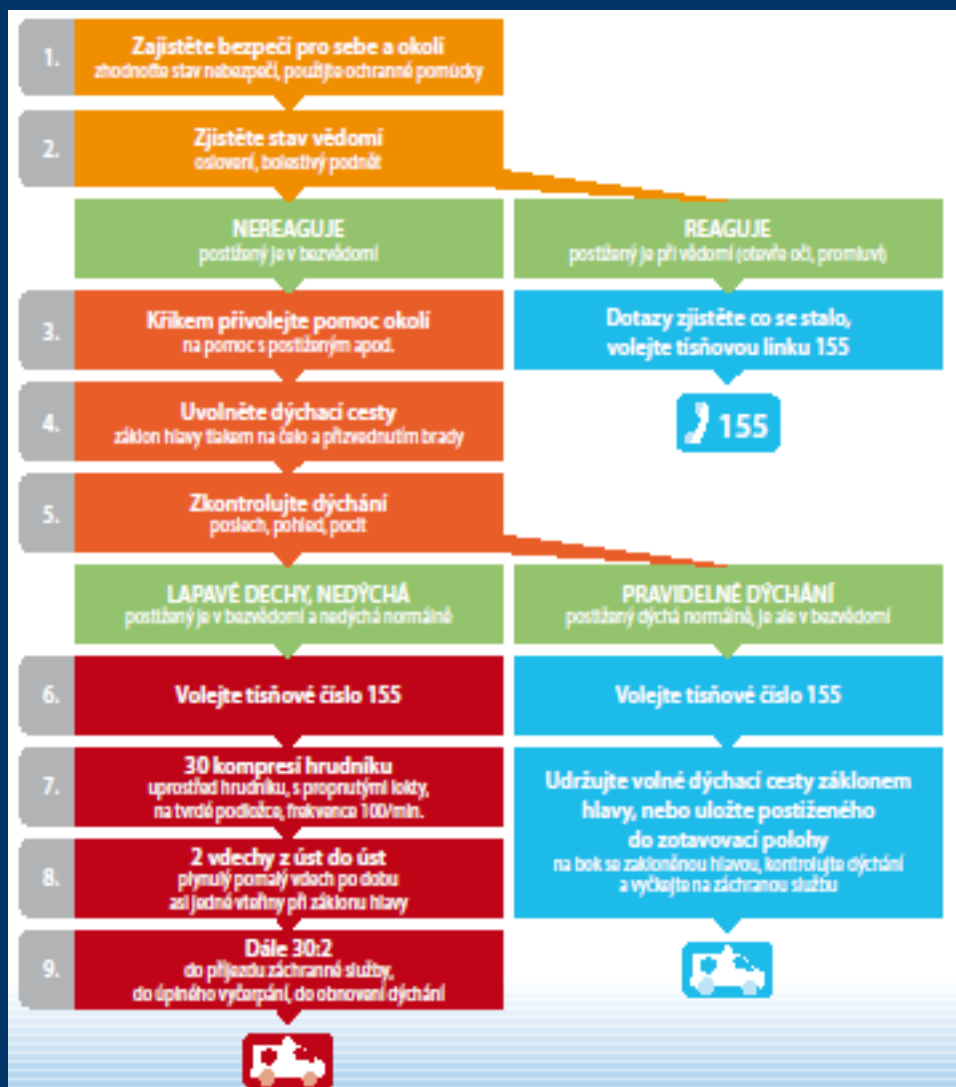 1.
Zajistěte bezpečí pro sebe a okolí
zhodnoťte stav nebezpečí, použijte ochranné pomůcky
2.
Zjistěte stav vědomí
oslovení, bolestivý podnět
NEREAGUJE
postižený je v bezvědomí
REAGUJE
postižený je při vědomí (otevře oči, promluví)
3.
Křikem přivolejte pomoc okolí
na pomoc s postiženým apod.
Dotazy zjistěte co se stalo,
volejte tísňovou linku 155
155
4.
Uvolněte dýchací cesty
záklon hlavy tlakem na čelo a přizvednutím brady
5.
Zkontrolujte dýchání
poslech, pohled, pocit
LAPAVÉ DECHY, NEDÝCHÁ
postižený je v bezvědomí a nedýchá normálně
PRAVIDELNÉ DÝCHÁNÍ
postižený dýchá normálně, je ale v bezvědomí
6.
Volejte tísňové číslo 155
Volejte tísňové číslo 155
7.
30 kompresí hrudníku
uprostřed hrudníku, s propnutými lokty,
na tvrdé podložce, frekvence 100/min.
8.
2 vdechy z úst do úst
plynulý pomalý vdech po dobu
asi jedné vteřiny při záklonu hlavy
9.
Dále 30:2
do příjezdu záchranné služby,
do úplného vyčerpání, do obnovení dýchání
Udržujte volné dýchací cesty záklonem
hlavy, nebo uložte postiženého
do zotavovací polohy
na bok se zakloněnou hlavou, kontrolujte dýchání
a vyčkejte na záchranou službu